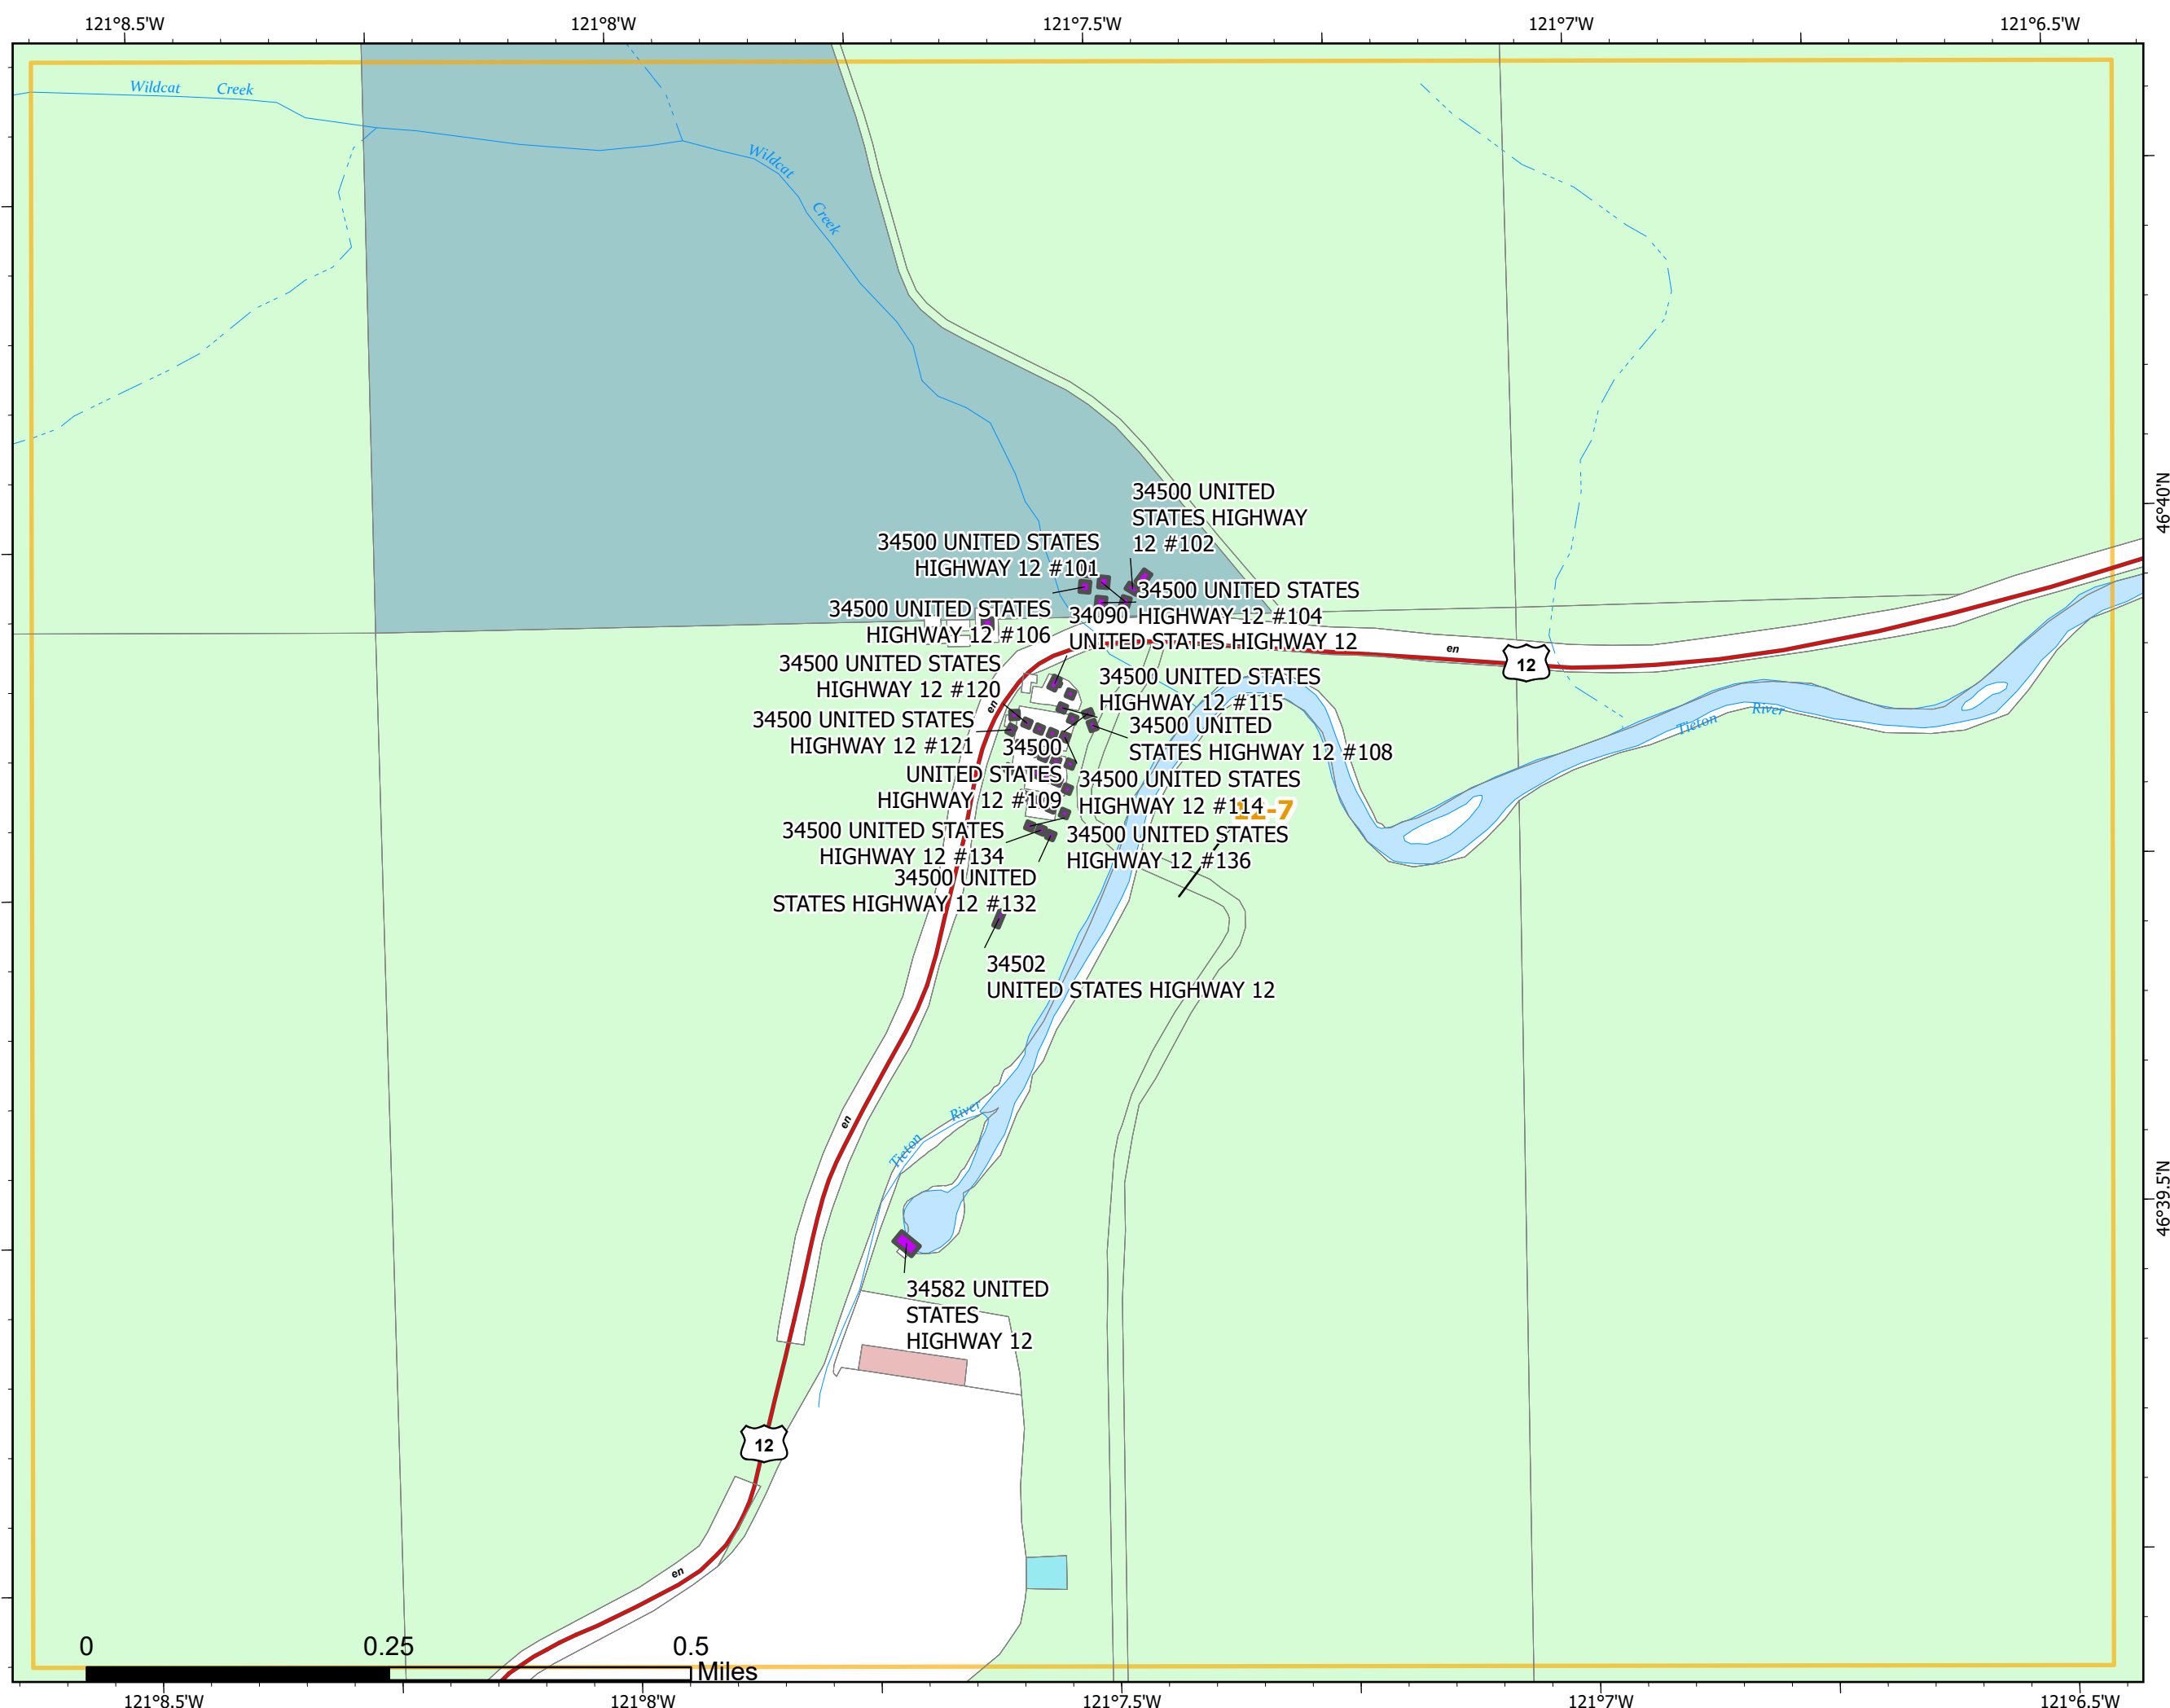 121°8.5'W
121°8'W
121°7.5'W
121°7'W
121°6.5'W
Wildcat Creek
Wildcat
Creek
46°40'N
34500 UNITED
STATES HIGHWAY
12 #102
34500 UNITED STATES
HIGHWAY 12 #101
34500 UNITED STATES
HIGHWAY 12 #104
34500 UNITED STATES
HIGHWAY 12 #106
34090
UNITED STATES HIGHWAY 12
en
12
34500 UNITED STATES
HIGHWAY 12 #120
34500 UNITED STATES
HIGHWAY 12 #115
en
Tieton River
34500 UNITED STATES
HIGHWAY 12 #121
34500 UNITED
STATES HIGHWAY 12 #108
34500
UNITED STATES
HIGHWAY 12 #109
34500 UNITED STATES
HIGHWAY 12 #114
12-7
34500 UNITED STATES
HIGHWAY 12 #134
34500 UNITED STATES
HIGHWAY 12 #136
34500 UNITED
STATES HIGHWAY 12 #132
34502
UNITED STATES HIGHWAY 12
en
Tieton River
46°39.5'N
34582 UNITED
STATES
HIGHWAY 12
12
en
0 0.25 0.5
Miles
121°8.5'W
121°8'W
121°7.5'W
121°7'W
121°6.5'W